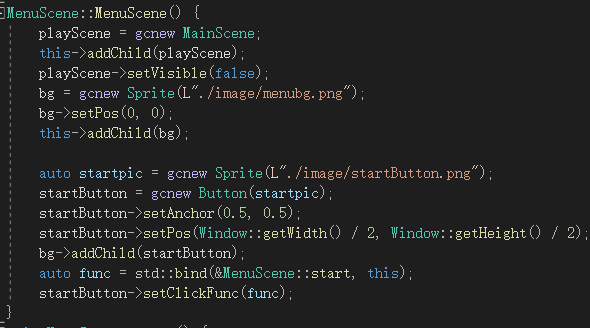 MenuScene::MenuScene() {
playScene = gcnew MainScene;
this->addChild(playScene);
playScene->setVisible(false);
bg = gcnew Sprite(L"./image/menubg.png");
bg->setPos(0, 0);
this->addChild(bg);
auto startpic = gcnew Sprite(L"./image/startButton.png");
startButton = gcnew Button(startpic);
startButton->setAnchor(0.5, 0.5);
startButton->setPos(Window::getWidth() / 2, Window::getHeight() / 2);
bg->addChild(startButton);
auto func = std::bind(&MenuScene::start, this);
startButton->setClickFunc(func);
}